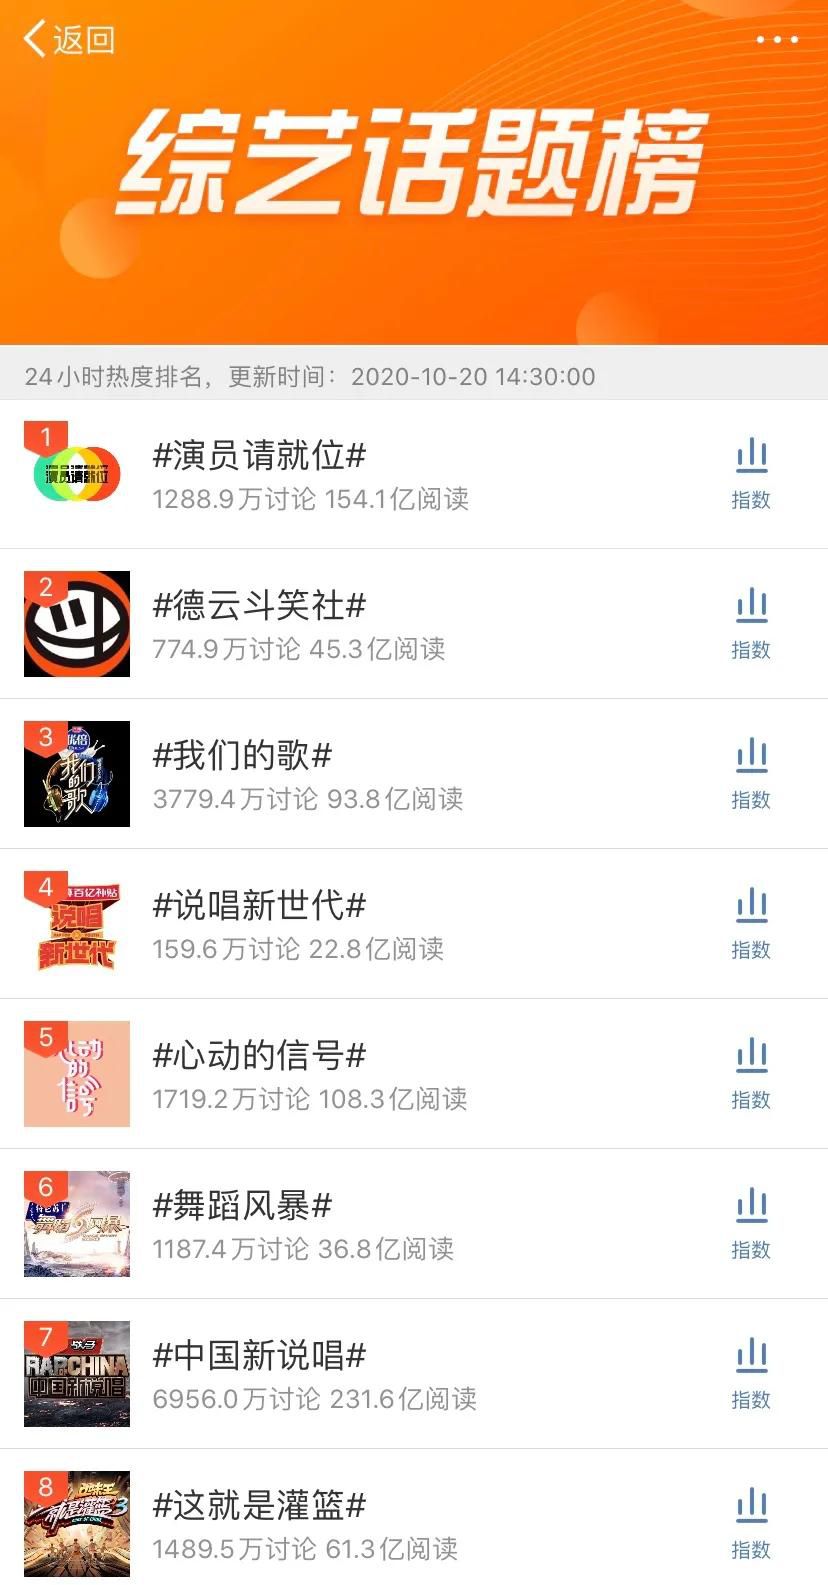 返回
综艺话题榜
24小时热度排名，更新时间：2020-10-20 14:30:00
1
演员请就位
#演员请就位#
1288.9万讨论 154.1亿阅读
指数
2
#德云斗笑社#
774.9万讨论 45.3亿阅读
指数
3
优倍
我们的歌
#我们的歌#
3779.4万讨论 93.8亿阅读
指数
4
百亿补贴
说唱
新世代
#说唱新世代#
159.6万讨论 22.8亿阅读
指数
5
心动
的
信号
#心动的信号#
1719.2万讨论 108.3亿阅读
指数
6
舞蹈风暴
#舞蹈风暴#
1187.4万讨论 36.8亿阅读
指数
7
战马
RAP CHINA
中国新说唱
#中国新说唱#
6956.0万讨论 231.6亿阅读
指数
8
就是灌篮3
#这就是灌篮#
1489.5万讨论 61.3亿阅读
指数